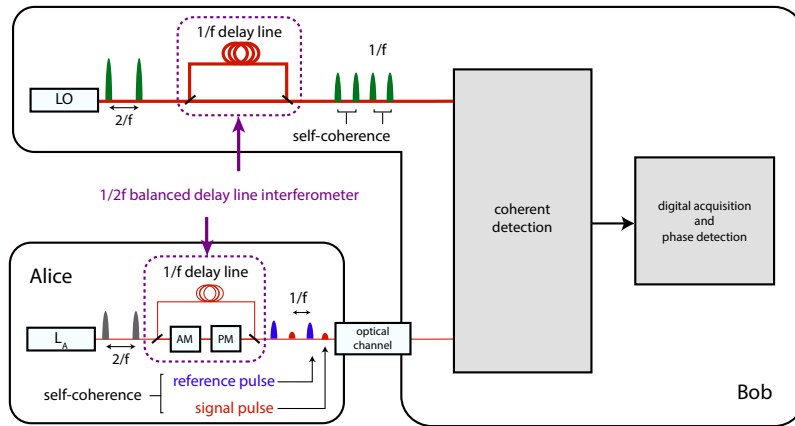 1/f delay line
1/f
LO
2/f
self-coherence
1/2f balanced delay line interferometer
coherent
detection
digital acquisition
and
phase detection
Alice
1/f delay line
1/f
L_A
AM
PM
optical
channel
2/f
self-coherence
reference pulse
signal pulse
Bob